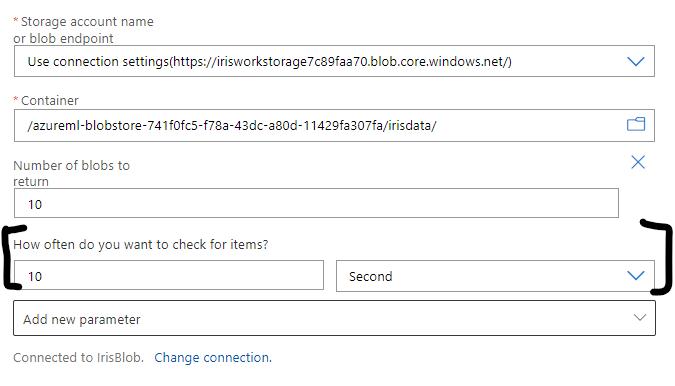 * Storage account name
or blob endpoint
Use connection settings(https://irisworkstorage7c89faa70.blob.core.windows.net/)
* Container
/azureml-blobstore-741f0fc5-f78a-43dc-a80d-11429fa307fa/irisdata/
Number of blobs to
return
10
How often do you want to check for items?
10 Second
Add new parameter
Connected to IrisBlob. Change connection.